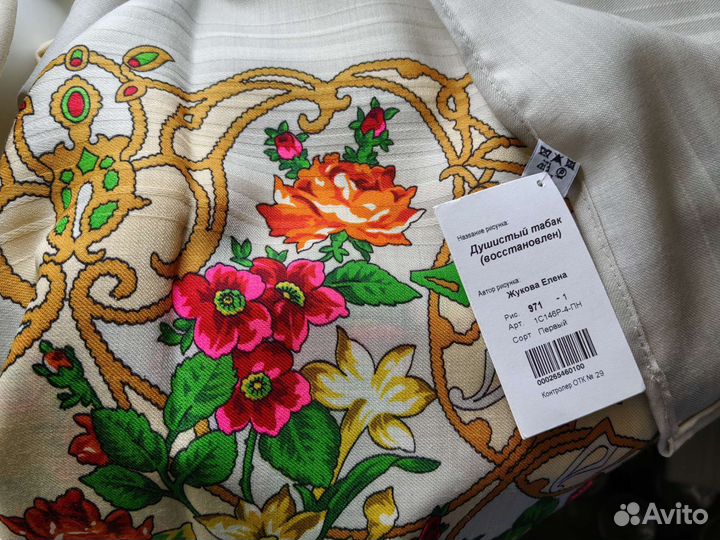 Название рисунка:
Душистый табак
(восстановлен)
Автор рисунка:
Жукова Елена
Рис. 971 - 1
Арт. 1С146Р-4-ПН
Сорт Первый
000265460100
Контролер ОТК № 29
Avito